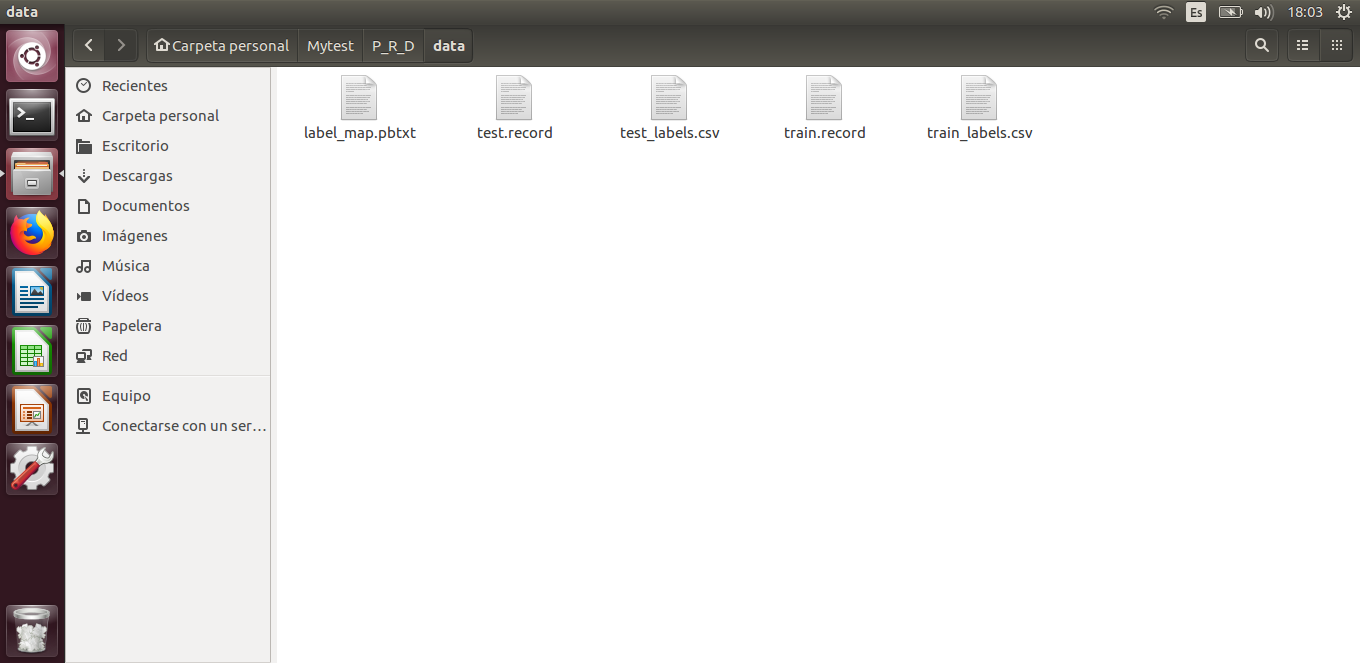 data
Es
18:03
Carpeta personal
Mytest
P_R_D
data
Recientes
Carpeta personal
Escritorio
Descargas
Documentos
Imágenes
Música
Vídeos
Papelera
Red
Equipo
Conectarse con un ser…
label_map.pbtxt
test.record
test_labels.csv
train.record
train_labels.csv